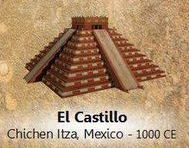 El Castillo
Chichen Itza, Mexico - 1000 CE